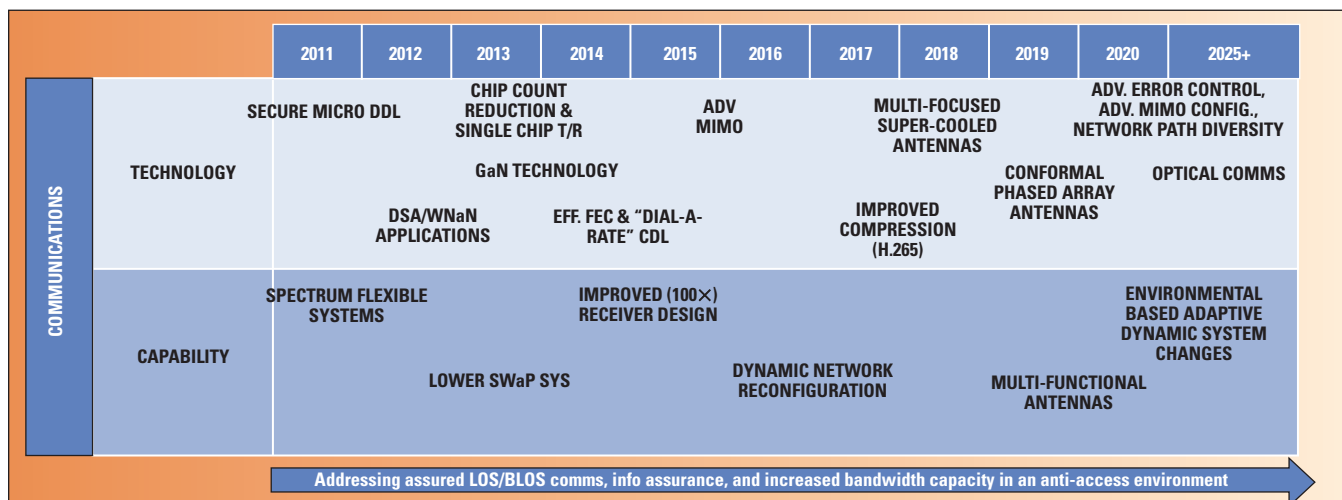 2011 2012 2013 2014 2015 2016 2017 2018 2019 2020 2025+
COMMUNICATIONS
TECHNOLOGY
SECURE MICRO DDL
CHIP COUNT
REDUCTION &
SINGLE CHIP T/R
ADV
MIMO
MULTI-FOCUSED
SUPER-COOLED
ANTENNAS
ADV. ERROR CONTROL,
ADV. MIMO CONFIG.,
NETWORK PATH DIVERSITY
GaN TECHNOLOGY
CONFORMAL
PHASED ARRAY
ANTENNAS
OPTICAL COMMS
DSA/WNaN
APPLICATIONS
EFF. FEC & “DIAL-A-
RATE” CDL
IMPROVED
COMPRESSION
(H.265)
CAPABILITY
SPECTRUM FLEXIBLE
SYSTEMS
IMPROVED (100×)
RECEIVER DESIGN
ENVIRONMENTAL
BASED ADAPTIVE
DYNAMIC SYSTEM
CHANGES
LOWER SWaP SYS
DYNAMIC NETWORK
RECONFIGURATION
MULTI-FUNCTIONAL
ANTENNAS
Addressing assured LOS/BLOS comms, info assurance, and increased bandwidth capacity in an anti-access environment